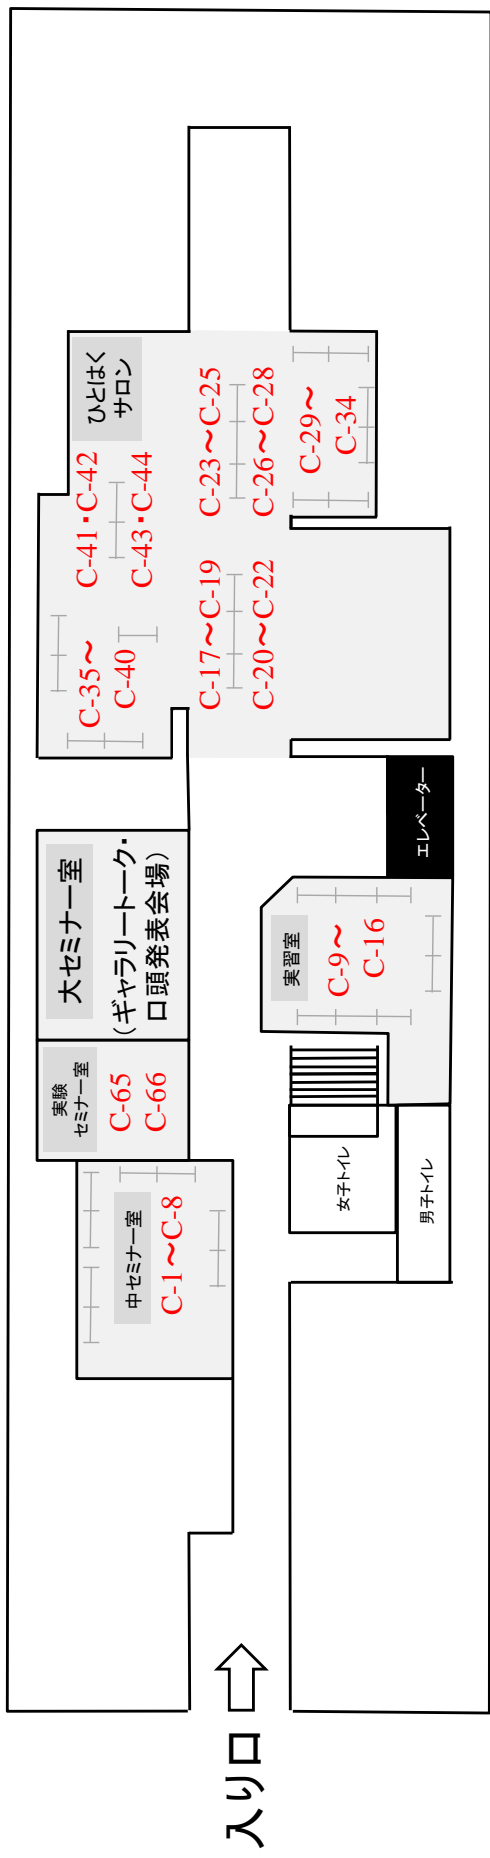 入り口
中セミナー室
C-1～C-8
実験
セミナー室
C-65
C-66
大セミナー室
(ギャラリートーク・
口頭発表会場)
女子トイレ
男子トイレ
実習室
C-9～
C-16
エレベーター
C-35～
C-40
C-41・C-42
C-43・C-44
ひとはく
サロン
C-17～C-19
C-20～C-22
C-23～C-25
C-26～C-28
C-29～
C-34